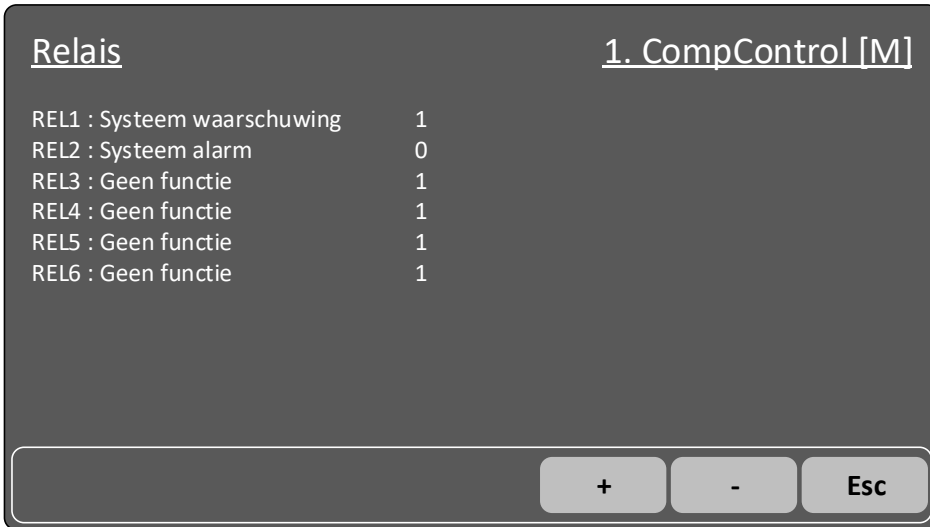 Relais 1. CompControl [M]
REL1 : Systeem waarschuwing 1
REL2 : Systeem alarm 0
REL3 : Geen functie 1
REL4 : Geen functie 1
REL5 : Geen functie 1
REL6 : Geen functie 1
+ - Esc